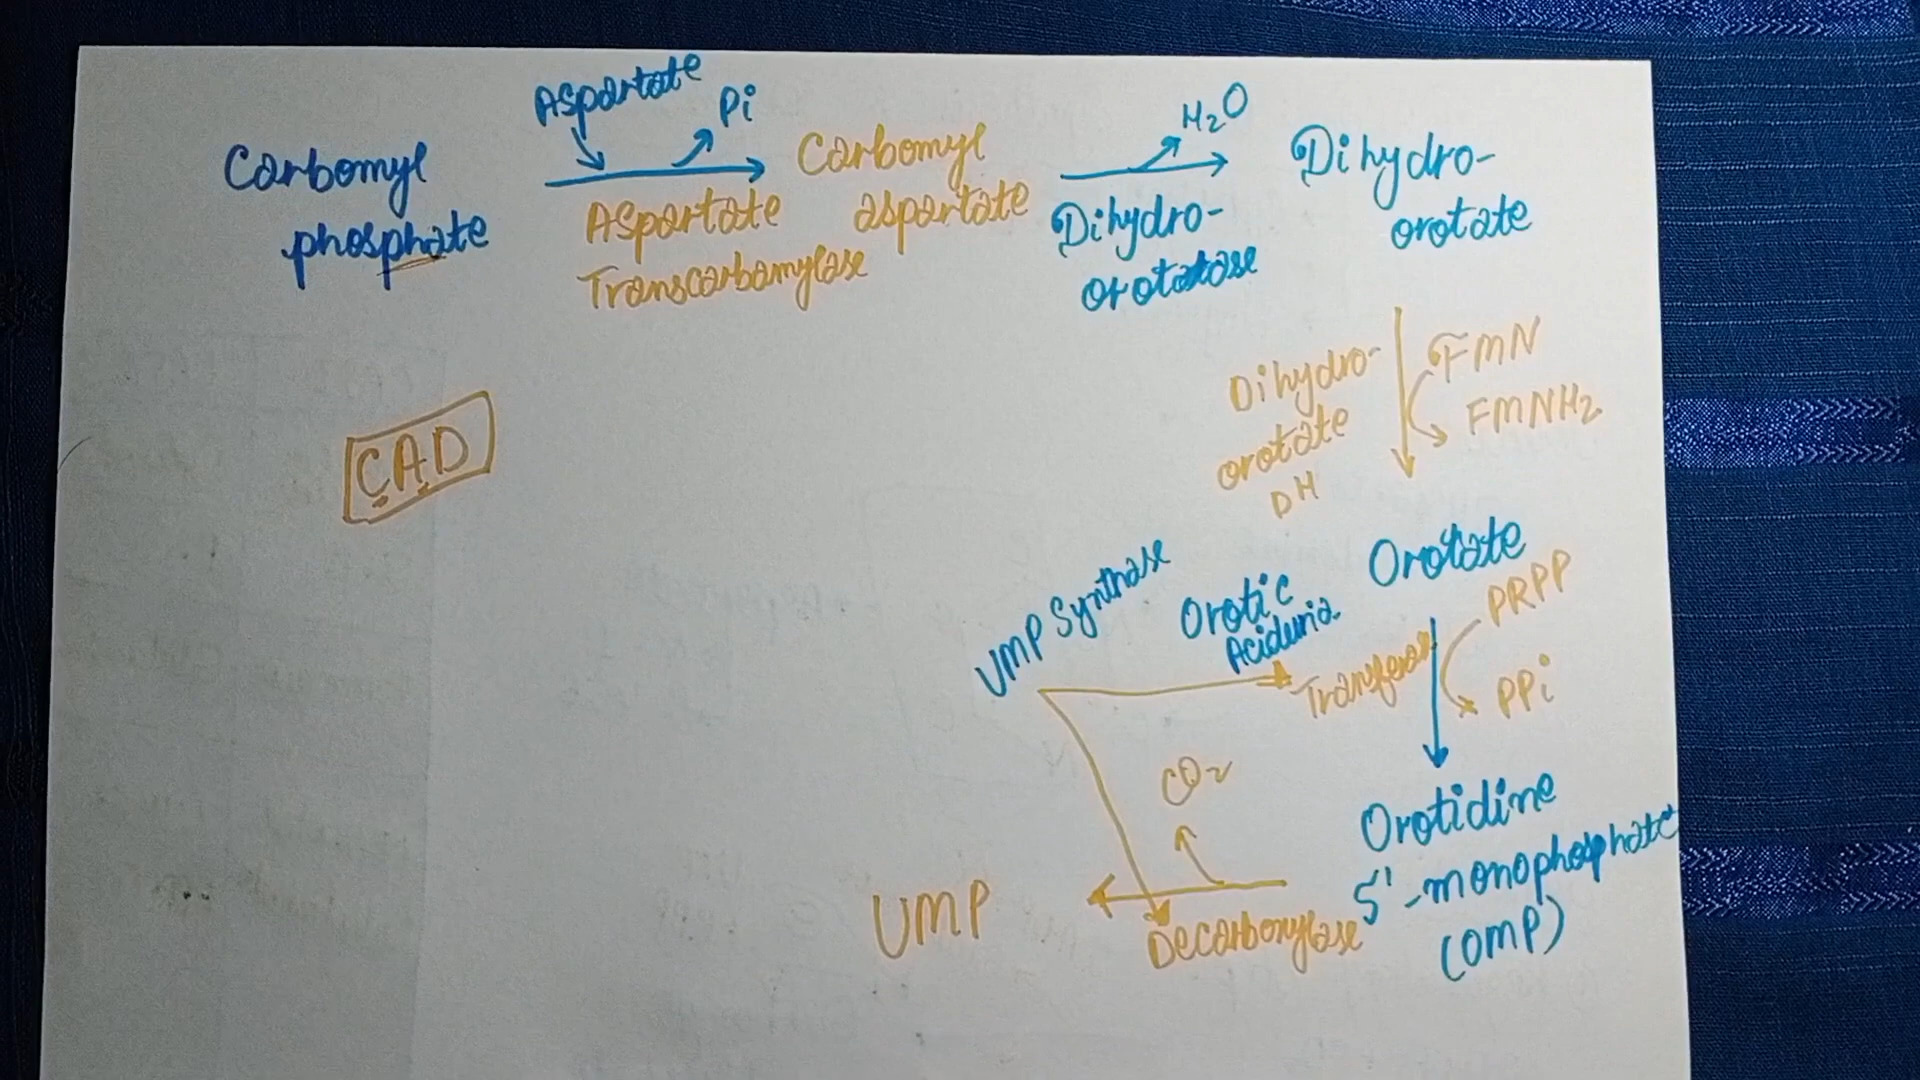 Aspartate
Pi
H2O
Carbomyl
phosphate
Aspartate
Transcarbamylase
Carbomyl
aspartate
Dihydro-
orotatase
Dihydro-
orotate
Dihydro-
orotate
DH
FMN
FMNH2
CAD
Orotate
PRPP
PPi
UMP Synthase
Orotic
Aciduria
CO2
Orotidine
5'-monophosphate
(OMP)
Decarboxylase
UMP